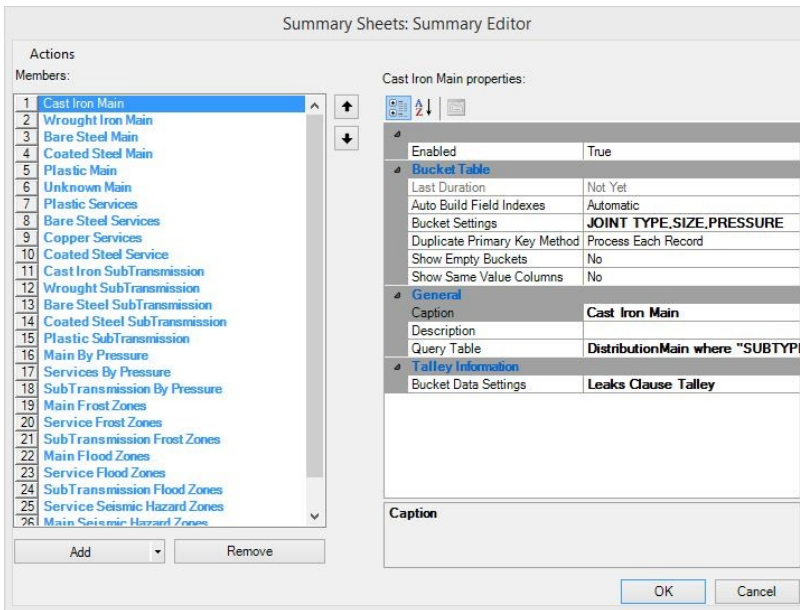 Summary Sheets: Summary Editor
Actions
Members:
1 Cast Iron Main
2 Wrought Iron Main
3 Bare Steel Main
4 Coated Steel Main
5 Plastic Main
6 Unknown Main
7 Plastic Services
8 Bare Steel Services
9 Copper Services
10 Coated Steel Service
11 Cast Iron SubTransmission
12 Wrought SubTransmission
13 Bare Steel SubTransmission
14 Coated Steel SubTransmission
15 Plastic SubTransmission
16 Main By Pressure
17 Services By Pressure
18 SubTransmission By Pressure
19 Main Frost Zones
20 Service Frost Zones
21 SubTransmission Frost Zones
22 Main Flood Zones
23 Service Flood Zones
24 SubTransmission Flood Zones
25 Service Seismic Hazard Zones
26 Main Seismic Hazard Zones
Add
Remove
Cast Iron Main properties:
Enabled True
Bucket Table
Last Duration Not Yet
Auto Build Field Indexes Automatic
Bucket Settings JOINT TYPE,SIZE,PRESSURE
Duplicate Primary Key Method Process Each Record
Show Empty Buckets No
Show Same Value Columns No
General
Caption Cast Iron Main
Description
Query Table DistributionMain where "SUBTYPE
Talley Information
Bucket Data Settings Leaks Clause Talley
Caption
OK
Cancel